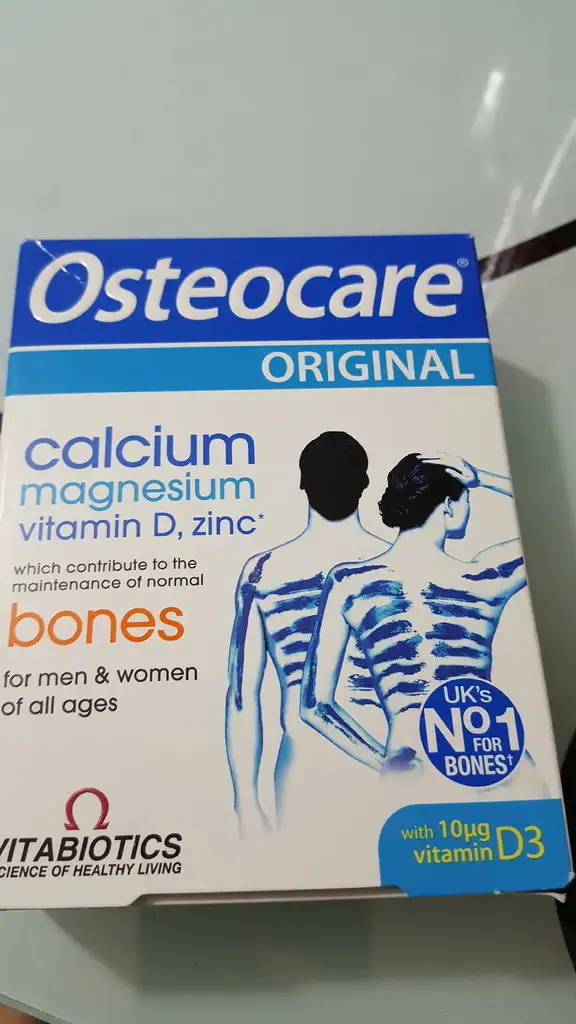 Osteocare®
ORIGINAL
calcium
magnesium
vitamin D, zinc*
which contribute to the
maintenance of normal
bones
for men & women
of all ages
UK's
No1
FOR
BONES†
VITABIOTICS
SCIENCE OF HEALTHY LIVING
with 10µg
vitamin D3